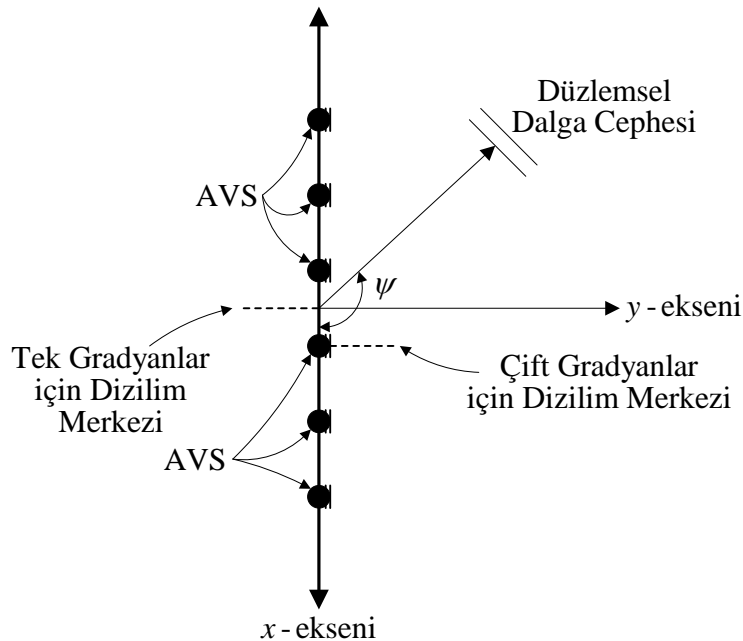 Düzlemsel
Dalga Cephesi
AVS
ψ
y - ekseni
Tek Gradyanlar
için Dizilim
Merkezi
Çift Gradyanlar
için Dizilim Merkezi
AVS
x - ekseni